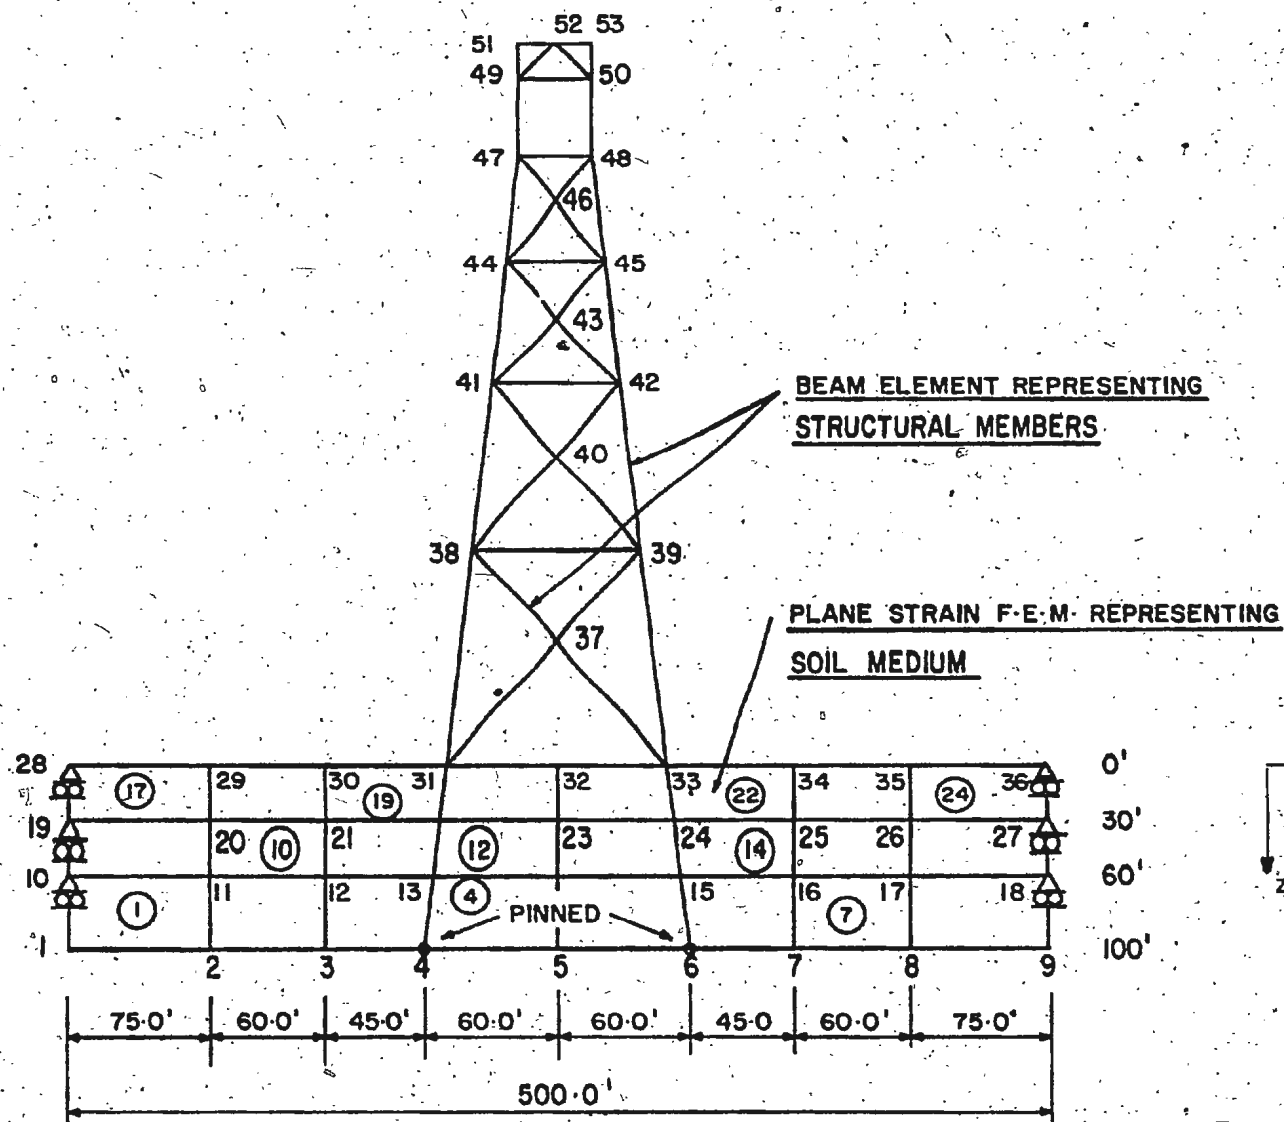 51 52 53
49 50
47 48
46
44 45
43
41 42
BEAM ELEMENT REPRESENTING
STRUCTURAL MEMBERS
40
38 39
PLANE STRAIN F·E·M· REPRESENTING
SOIL MEDIUM
37
28 17 29 30 19 31 32 33 22 34 35 24 36 0'
19 20 10 21 12 23 24 14 25 26 27 30'
10 11 12 13 4 15 16 17 18 60'
1 7
PINNED
1 100'
2 3 4 5 6 7 8 9
z
75·0' 60·0' 45·0' 60·0' 60·0' 45·0 60·0' 75·0'
500·0'